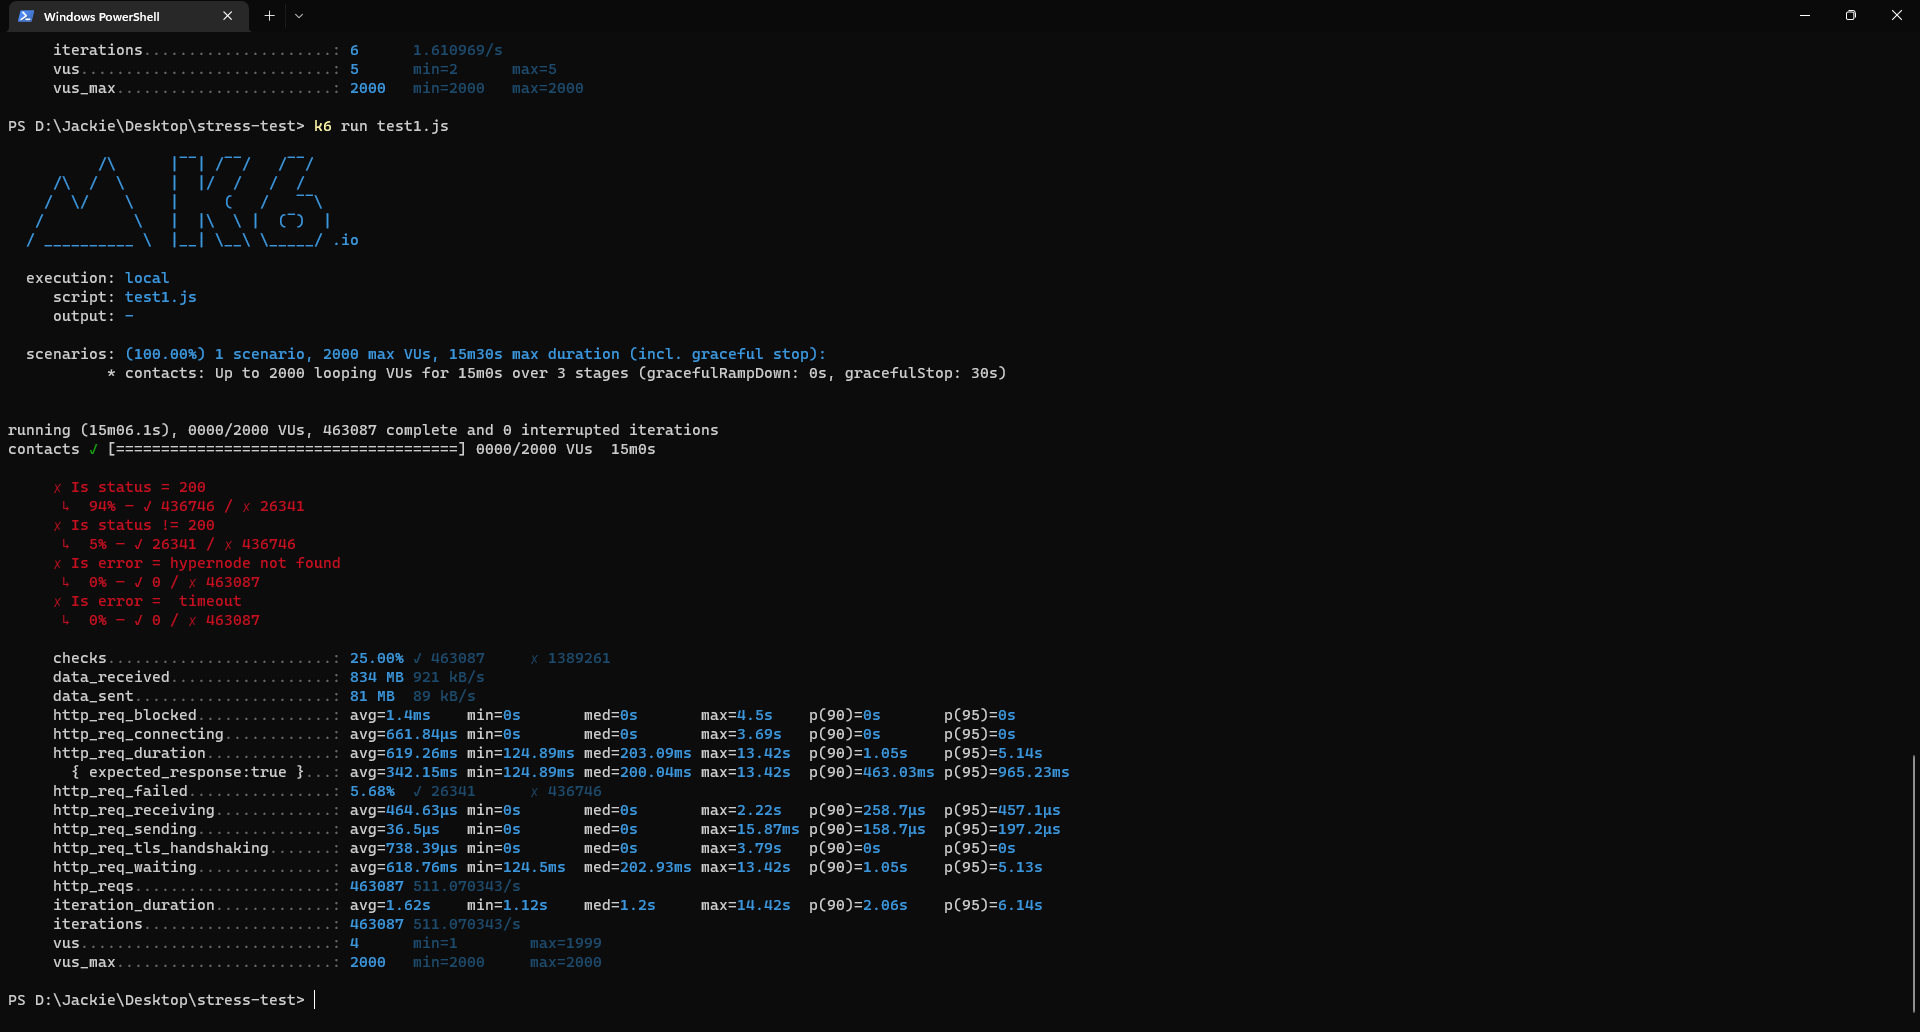 Windows PowerShell
iterations.....................: 6 1.610969/s
vus............................: 5 min=2 max=5
vus_max........................: 2000 min=2000 max=2000
PS D:\Jackie\Desktop\stress-test> k6 run test1.js
          /\      |‾‾| /‾‾/   /‾‾/
     /\  /  \     |  |/  /   /  /
    /  \/    \    |     (   /   ‾‾\
   /          \   |  |\  \ |  (‾)  |
  / __________ \  |__| \__\ \_____/ .io
execution: local
script: test1.js
output: -
scenarios: (100.00%) 1 scenario, 2000 max VUs, 15m30s max duration (incl. graceful stop):
* contacts: Up to 2000 looping VUs for 15m0s over 3 stages (gracefulRampDown: 0s, gracefulStop: 30s)
running (15m06.1s), 0000/2000 VUs, 463087 complete and 0 interrupted iterations
contacts ✓ [======================================] 0000/2000 VUs  15m0s
✗ Is status = 200
↳  94% — ✓ 436746 / ✗ 26341
✗ Is status != 200
↳  5% — ✓ 26341 / ✗ 436746
✗ Is error = hypernode not found
↳  0% — ✓ 0 / ✗ 463087
✗ Is error =  timeout
↳  0% — ✓ 0 / ✗ 463087
checks.........................: 25.00% ✓ 463087 ✗ 1389261
data_received..................: 834 MB 921 kB/s
data_sent......................: 81 MB 89 kB/s
http_req_blocked...............: avg=1.4ms min=0s med=0s max=4.5s p(90)=0s p(95)=0s
http_req_connecting............: avg=661.84µs min=0s med=0s max=3.69s p(90)=0s p(95)=0s
http_req_duration..............: avg=619.26ms min=124.89ms med=203.09ms max=13.42s p(90)=1.05s p(95)=5.14s
{ expected_response:true }...: avg=342.15ms min=124.89ms med=200.04ms max=13.42s p(90)=463.03ms p(95)=965.23ms
http_req_failed................: 5.68% ✓ 26341 ✗ 436746
http_req_receiving.............: avg=464.63µs min=0s med=0s max=2.22s p(90)=258.7µs p(95)=457.1µs
http_req_sending...............: avg=36.5µs min=0s med=0s max=15.87ms p(90)=158.7µs p(95)=197.2µs
http_req_tls_handshaking.......: avg=738.39µs min=0s med=0s max=3.79s p(90)=0s p(95)=0s
http_req_waiting...............: avg=618.76ms min=124.5ms med=202.93ms max=13.42s p(90)=1.05s p(95)=5.13s
http_reqs......................: 463087 511.070343/s
iteration_duration.............: avg=1.62s min=1.12s med=1.2s max=14.42s p(90)=2.06s p(95)=6.14s
iterations.....................: 463087 511.070343/s
vus............................: 4 min=1 max=1999
vus_max........................: 2000 min=2000 max=2000
PS D:\Jackie\Desktop\stress-test>